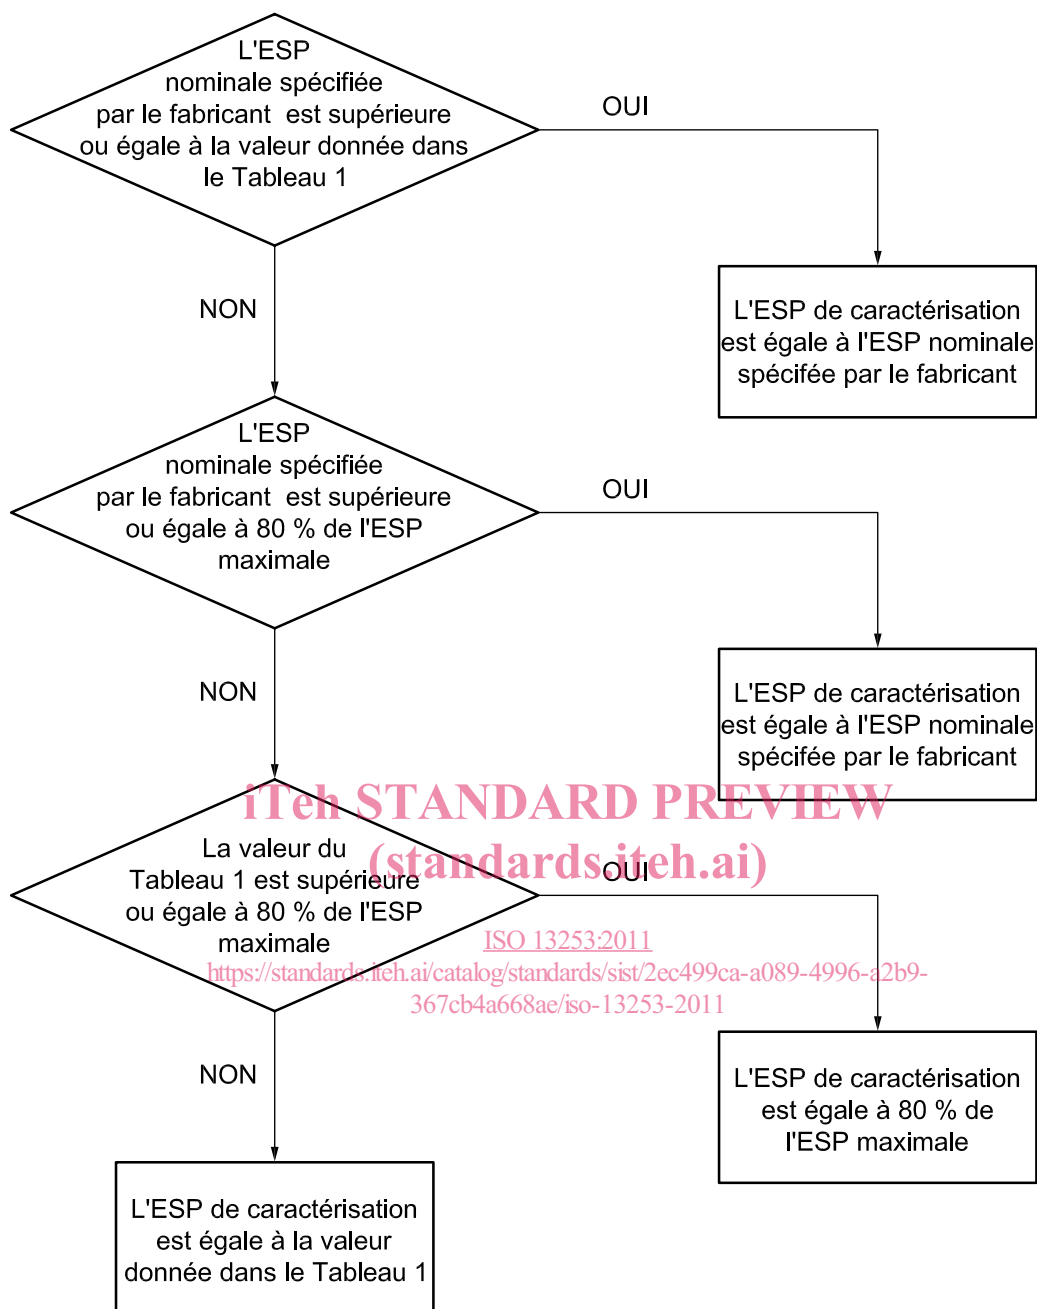 L'ESP
nominale spécifiée
par le fabricant est supérieure
ou égale à la valeur donnée dans
le Tableau 1
OUI
NON
L'ESP de caractérisation
est égale à l'ESP nominale
spécifée par le fabricant
L'ESP
nominale spécifiée
par le fabricant est supérieure
ou égale à 80 % de l'ESP
maximale
OUI
NON
L'ESP de caractérisation
est égale à l'ESP nominale
spécifée par le fabricant
iTeh STANDARD PREVIEW
(standards.iteh.ai)
La valeur du
Tableau 1 est supérieure
ou égale à 80 % de l'ESP
maximale
OUI
ISO 13253:2011
https://standards.iteh.ai/catalog/standards/sist/2ec499ca-a089-4996-a2b9-
367cb4a668ae/iso-13253-2011
NON
L'ESP de caractérisation
est égale à 80 % de
l'ESP maximale
L'ESP de caractérisation
est égale à la valeur
donnée dans le Tableau 1